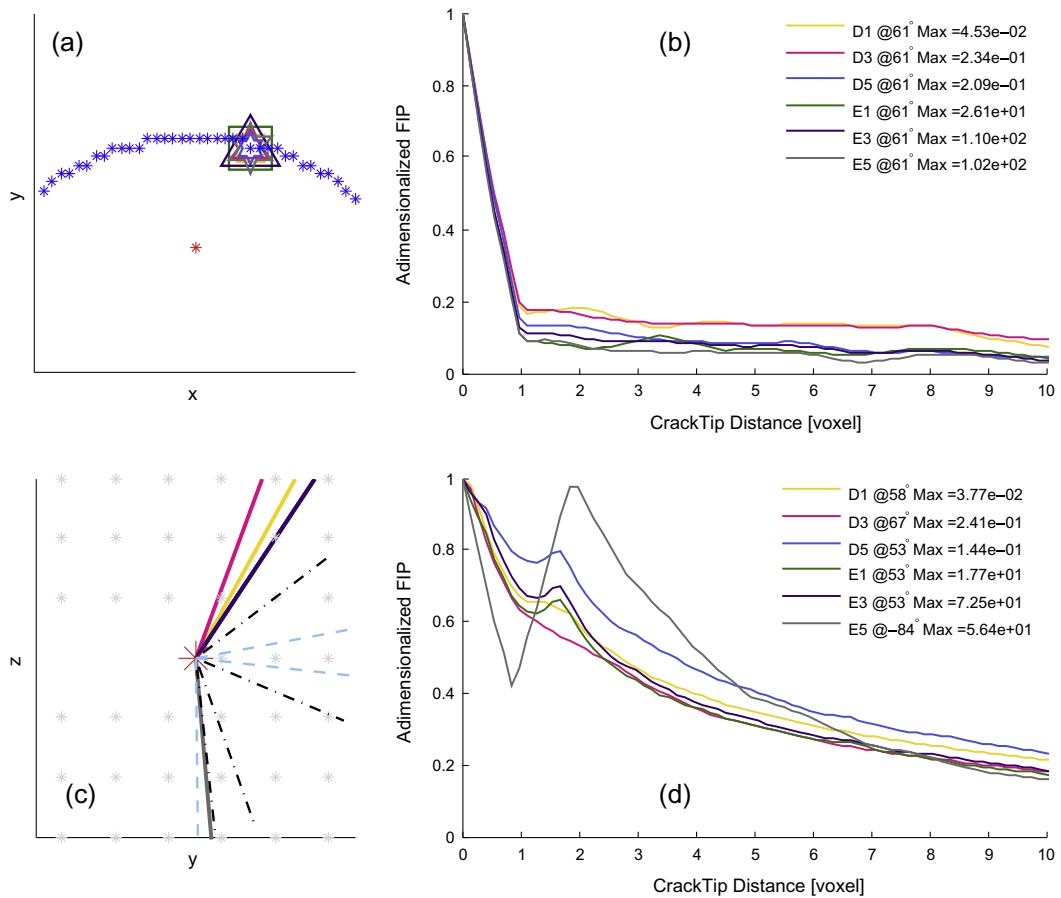 (a)
y
x
(b)
Adimensionalized FIP
1
0.8
0.6
0.4
0.2
0
0 1 2 3 4 5 6 7 8 9 10
CrackTip Distance [voxel]
D1 @61° Max =4.53e−02
D3 @61° Max =2.34e−01
D5 @61° Max =2.09e−01
E1 @61° Max =2.61e+01
E3 @61° Max =1.10e+02
E5 @61° Max =1.02e+02
(c)
z
y
(d)
Adimensionalized FIP
1
0.8
0.6
0.4
0.2
0
0 1 2 3 4 5 6 7 8 9 10
CrackTip Distance [voxel]
D1 @58° Max =3.77e−02
D3 @67° Max =2.41e−01
D5 @53° Max =1.44e−01
E1 @53° Max =1.77e+01
E3 @53° Max =7.25e+01
E5 @−84° Max =5.64e+01